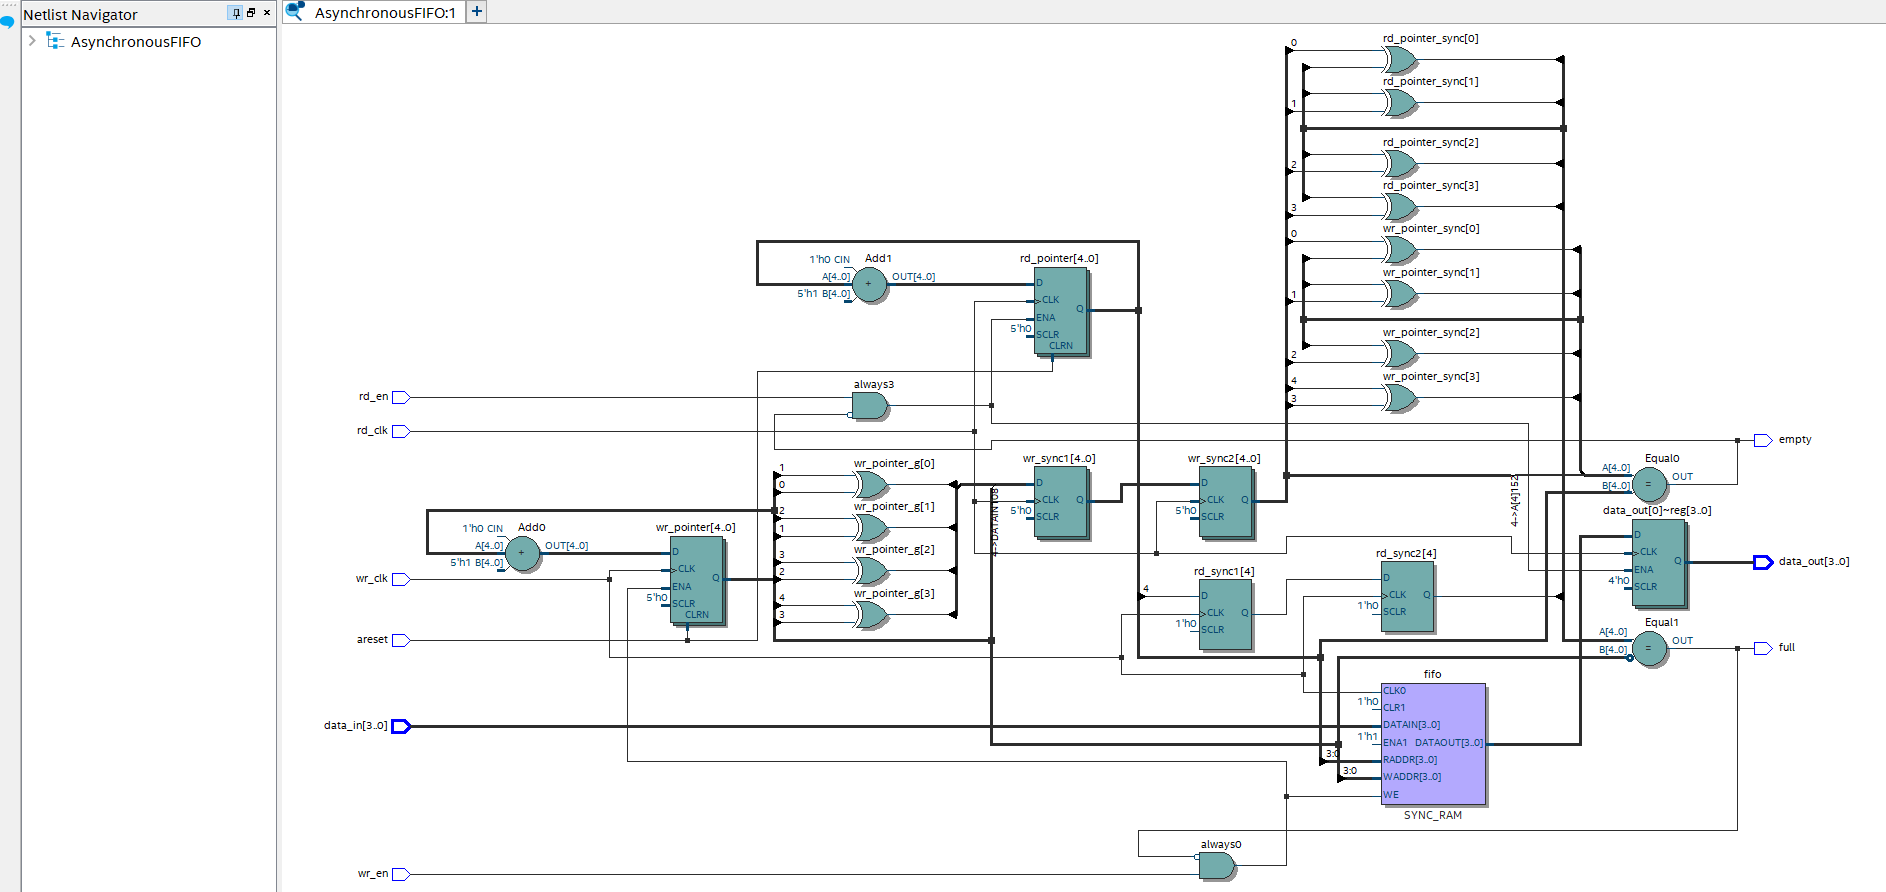 Netlist Navigator
AsynchronousFIFO:1
AsynchronousFIFO
rd_pointer_sync[0]
0
rd_pointer_sync[1]
1
rd_pointer_sync[2]
2
rd_pointer_sync[3]
3
wr_pointer_sync[0]
0
wr_pointer_sync[1]
1
wr_pointer_sync[2]
2
wr_pointer_sync[3]
4
3
1'h0 CIN
Add1
A[4..0]
OUT[4..0]
5'h1 B[4..0]
rd_pointer[4..0]
D
CLK
ENA
5'h0
SCLR
CLRN
Q
always3
rd_en
rd_clk
empty
wr_pointer_g[0]
1
0
wr_pointer_g[1]
2
1
wr_pointer_g[2]
3
2
wr_pointer_g[3]
4
3
wr_sync1[4..0]
D
CLK
5'h0
SCLR
Q
4->DATAIN108
wr_sync2[4..0]
D
CLK
5'h0
SCLR
Q
4->A[4]152
Equal0
A[4..0]
B[4..0]
=
OUT
data_out[0]~reg[3..0]
D
CLK
ENA
4'h0
SCLR
Q
data_out[3..0]
1'h0 CIN
Add0
A[4..0]
OUT[4..0]
5'h1 B[4..0]
wr_pointer[4..0]
D
CLK
ENA
5'h0
SCLR
CLRN
Q
wr_clk
areset
rd_sync1[4]
4
D
CLK
1'h0
SCLR
Q
rd_sync2[4]
D
CLK
1'h0
SCLR
Q
Equal1
A[4..0]
B[4..0]
=
OUT
full
fifo
CLK0
1'h0
CLR1
DATAIN[3..0]
1'h1
ENA1 DATAOUT[3..0]
3:0
RADDR[3..0]
3:0
WADDR[3..0]
WE
SYNC_RAM
data_in[3..0]
always0
wr_en